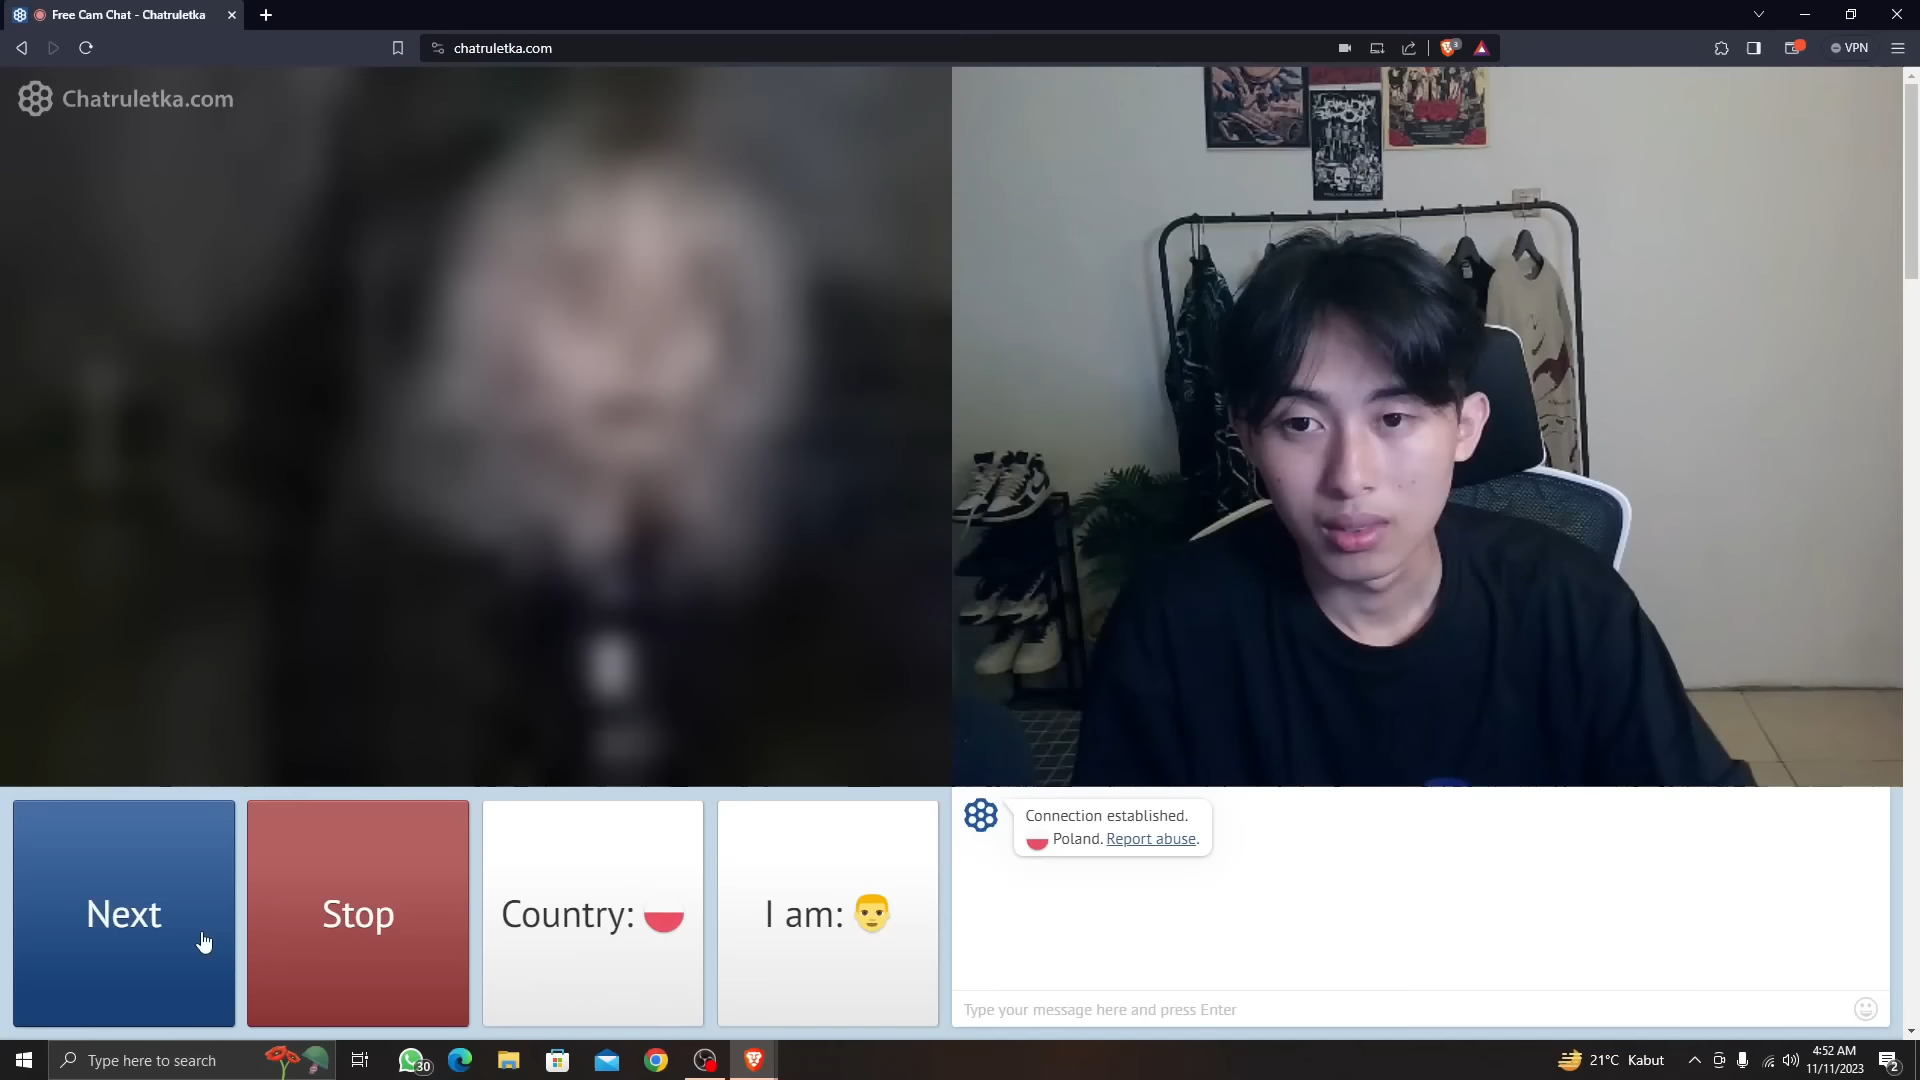 Free Cam Chat - Chatruletka
chatruletka.com
3
VPN
Chatruletka.com
Next
Stop
Country:
I am:
Connection established.
Poland. Report abuse.
Type your message here and press Enter
Type here to search
30
21°C Kabut
4:52 AM
11/11/2023
2